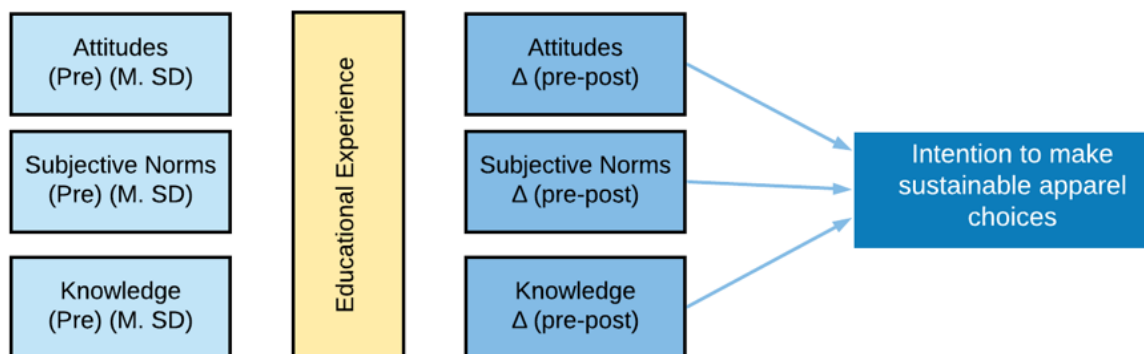 Attitudes
(Pre) (M. SD)
Subjective Norms
(Pre) (M. SD)
Knowledge
(Pre) (M. SD)
Educational Experience
Attitudes
Δ (pre-post)
Subjective Norms
Δ (pre-post)
Knowledge
Δ (pre-post)
Intention to make
sustainable apparel
choices